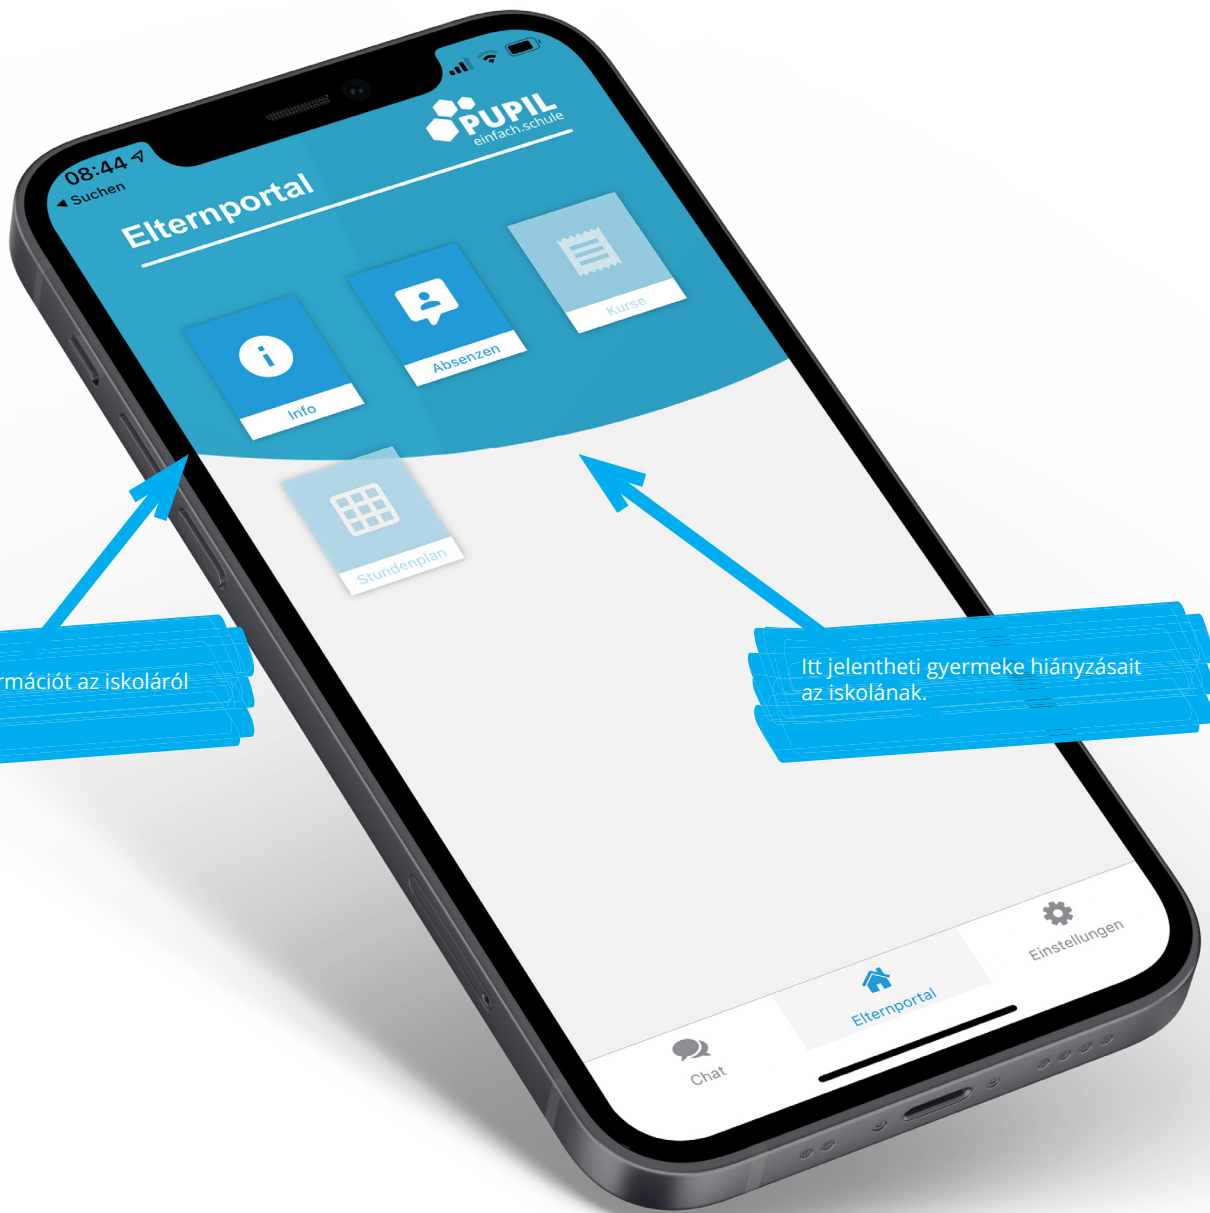 08:44
Suchen
PUPIL
einfach.schule
Elternportal
Info
Absenzen
Kurse
Stundenplan
az iskoláról
Itt jelentheti gyermeke hiányzásait
az iskolának.
Chat
Elternportal
Einstellungen